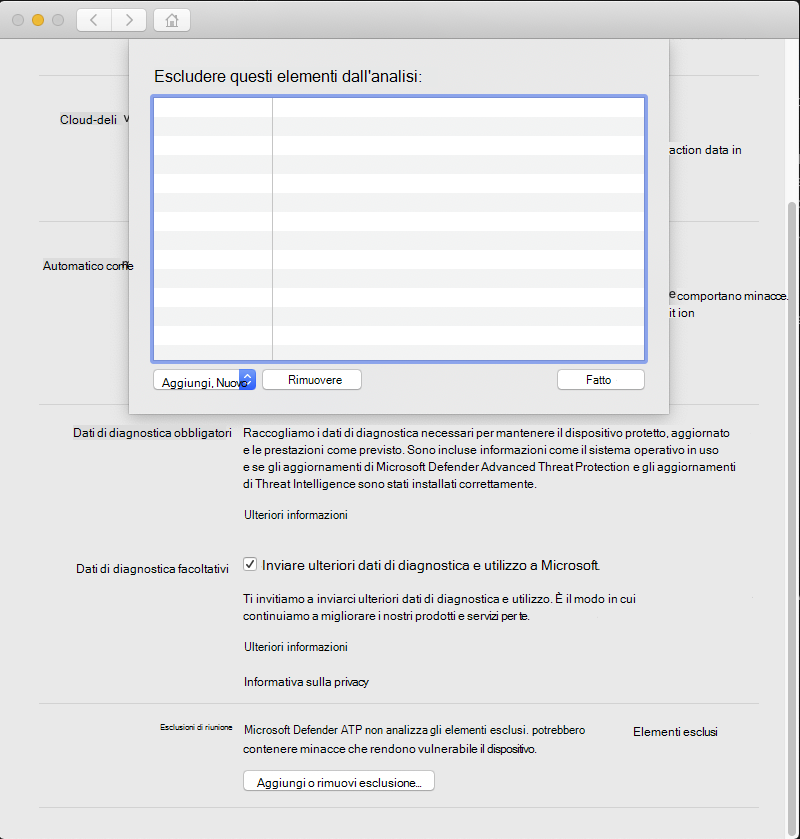 Escludere questi elementi dall'analisi:
Cloud-deli
action data in
Automatico come
e comportano minacce.
it ion
Aggiungi, Nuovo
Rimuovere
Fatto
Dati di diagnostica obbligatori
Raccogliamo i dati di diagnostica necessari per mantenere il dispositivo protetto, aggiornato
e le prestazioni come previsto. Sono incluse informazioni come il sistema operativo in uso
e se gli aggiornamenti di Microsoft Defender Advanced Threat Protection e gli aggiornamenti
di Threat Intelligence sono stati installati correttamente.
Ulteriori informazioni
Dati di diagnostica facoltativi
Inviare ulteriori dati di diagnostica e utilizzo a Microsoft.
Ti invitiamo a inviarci ulteriori dati di diagnostica e utilizzo. È il modo in cui
continuiamo a migliorare i nostri prodotti e servizi per te.
Ulteriori informazioni
Informativa sulla privacy
Esclusioni di riunione
Microsoft Defender ATP non analizza gli elementi esclusi. potrebbero
contenere minacce che rendono vulnerabile il dispositivo.
Elementi esclusi
Aggiungi o rimuovi esclusione...